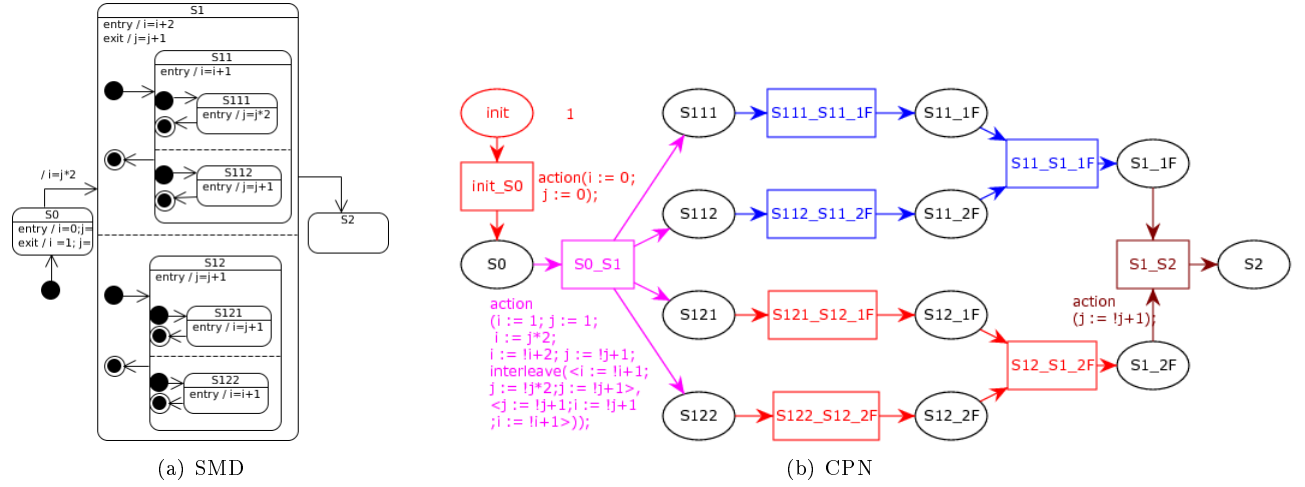 S1
entry / i=i+2
exit / j=j+1
S11
entry / i=i+1
S111
entry / j=j*2
S112
entry / j=j+1
/ i=j*2
S0
entry / i=0;j=
exit / i =1; j=
S2
S12
entry / j=j+1
S121
entry / i=j+1
S122
entry / i=i+1
(a) SMD
init
1
init_S0
action(i := 0;
j := 0);
S0
S0_S1
action
(i := 1; j := 1;
i := j*2;
i := !i+2; j := !j+1;
interleave(<i := !i+1;
j := !j*2;j := !j+1>,
<j := !j+1;i := !j+1
;i := !i+1>));
S111
S111_S11_1F
S11_1F
S112
S112_S11_2F
S11_2F
S11_S1_1F
S1_1F
S121
S121_S12_1F
S12_1F
S122
S122_S12_2F
S12_2F
S12_S1_2F
S1_2F
S1_S2
action
(j := !j+1);
S2
(b) CPN